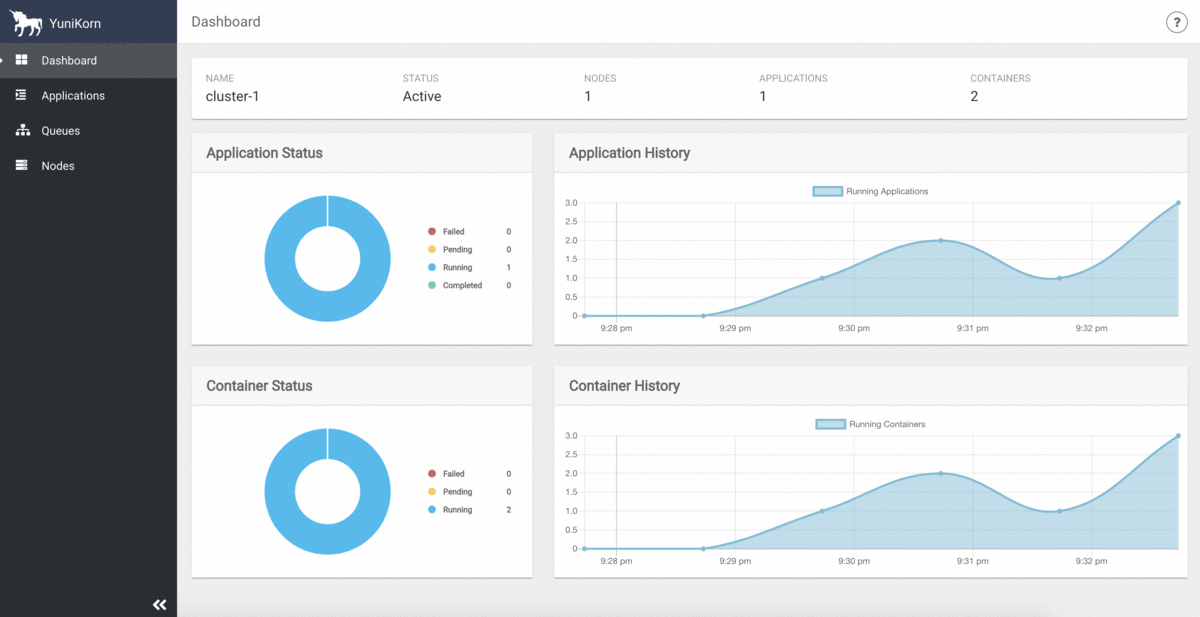 YuniKorn
Dashboard
Applications
Queues
Nodes
Dashboard
?
NAME STATUS NODES APPLICATIONS CONTAINERS
cluster-1 Active 1 1 2
Application Status
Failed 0
Pending 0
Running 1
Completed 0
Application History
Running Applications
3.0
2.5
2.0
1.5
1.0
0.5
0
9:28 pm 9:29 pm 9:30 pm 9:31 pm 9:32 pm
Container Status
Failed 0
Pending 0
Running 2
Container History
Running Containers
3.0
2.5
2.0
1.5
1.0
0.5
0
9:28 pm 9:29 pm 9:30 pm 9:31 pm 9:32 pm